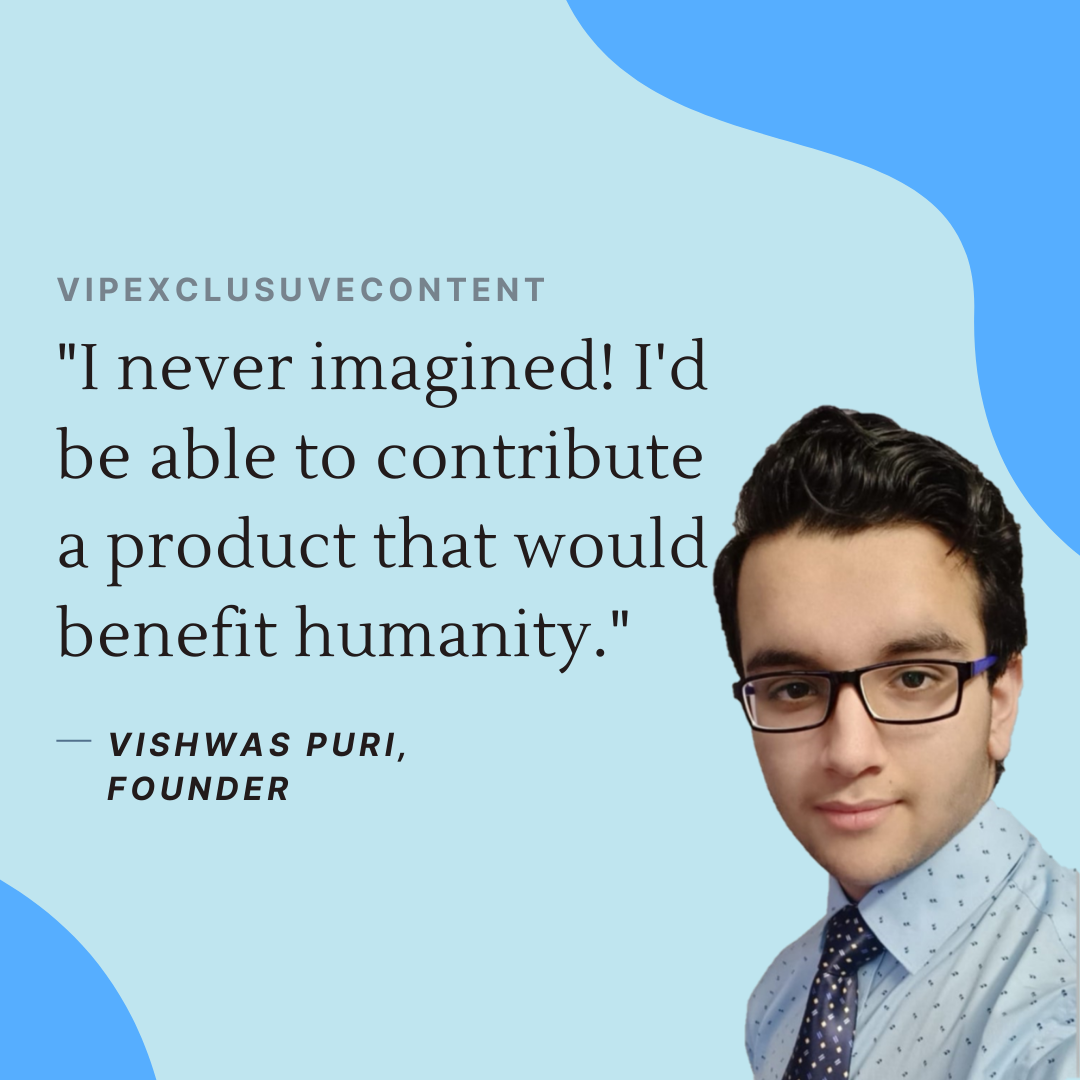 VIPEXCLUSUVECONTENT
"I never imagined! I'd
be able to contribute
a product that would
benefit humanity."
— VISHWAS PURI,
FOUNDER